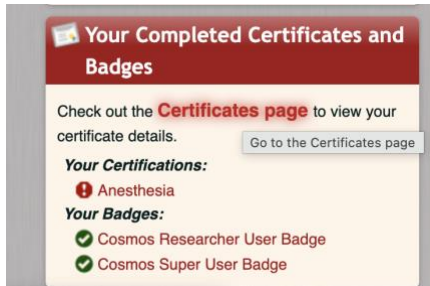 Your Completed Certificates and
Badges
Check out the Certificates page to view your
certificate details.
Go to the Certificates page
Your Certifications:
Anesthesia
Your Badges:
Cosmos Researcher User Badge
Cosmos Super User Badge